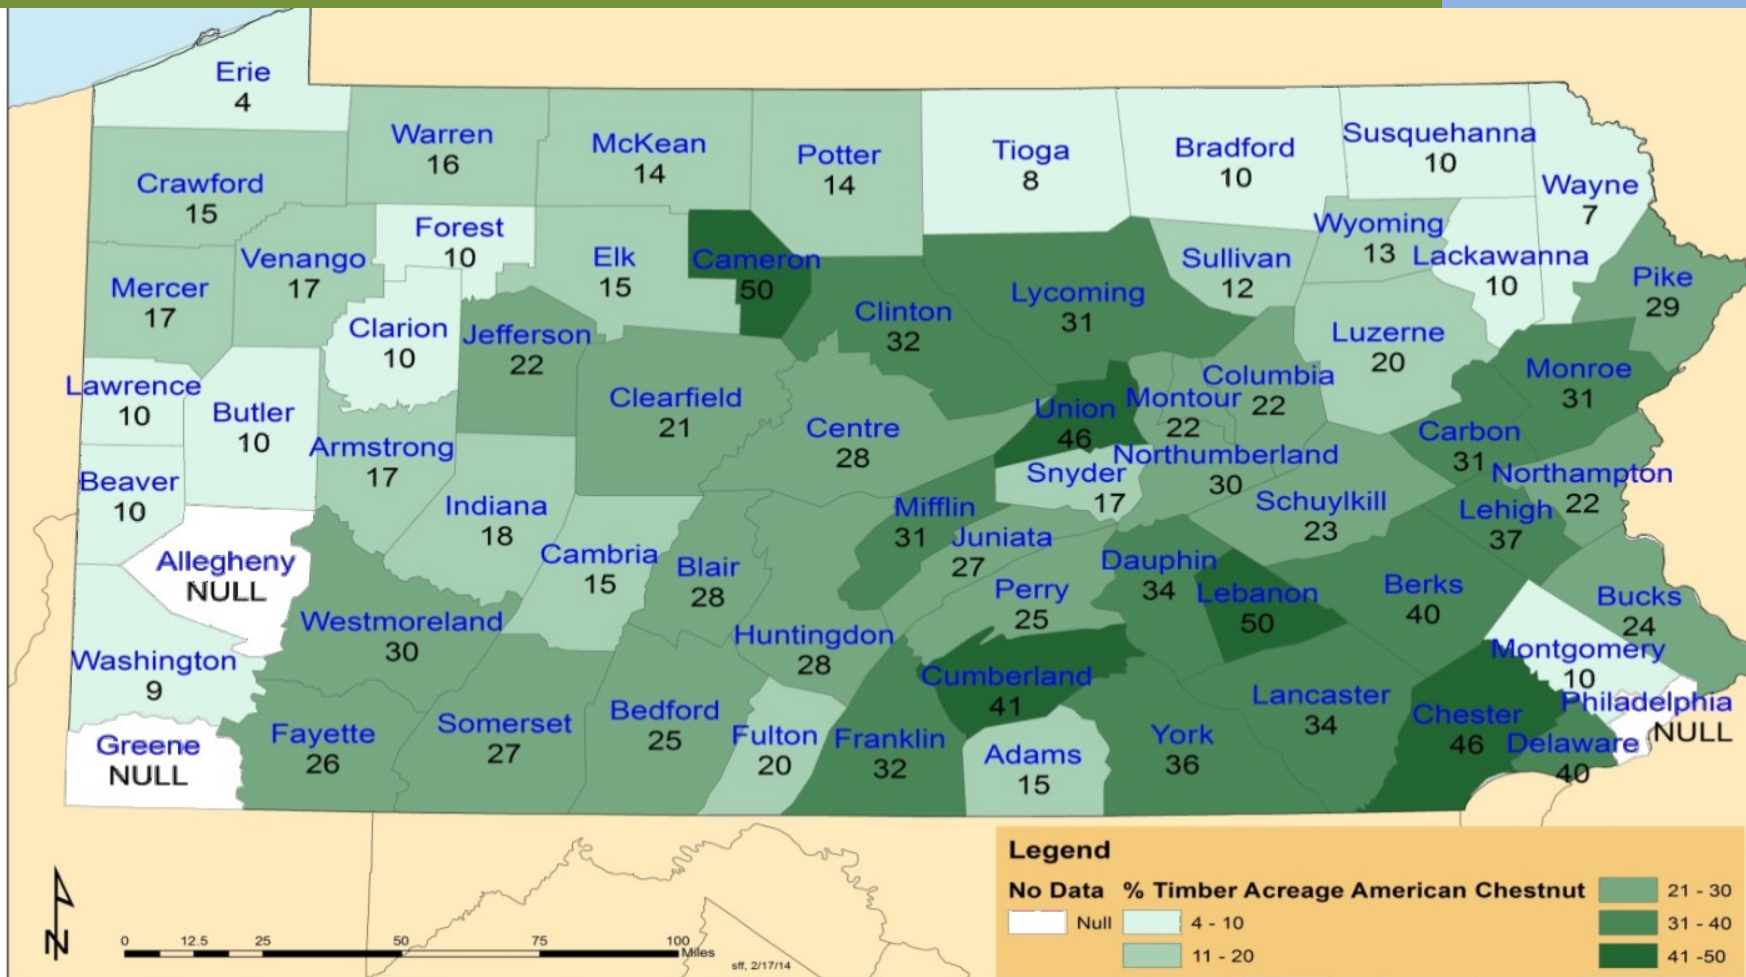 Erie
4
Warren
16
McKean
14
Potter
14
Tioga
8
Bradford
10
Susquehanna
10
Wayne
7
Crawford
15
Forest
10
Venango
17
Elk
15
Cameron
50
Mercer
17
Clarion
10
Jefferson
22
Clinton
32
Lycoming
31
Sullivan
12
Wyoming
13
Lackawanna
10
Pike
29
Luzerne
20
Monroe
31
Lawrence
10
Butler
10
Clearfield
21
Centre
28
Union
46
Montour
22
Columbia
22
Carbon
31
Armstrong
17
Beaver
10
Snyder
17
Northumberland
30
Northampton
22
Indiana
18
Mifflin
31
Schuylkill
23
Lehigh
37
Juniata
27
Allegheny
NULL
Cambria
15
Blair
28
Dauphin
34
Perry
25
Lebanon
50
Berks
40
Bucks
24
Westmoreland
30
Huntingdon
28
Montgomery
10
Washington
9
Cumberland
41
Lancaster
34
Philadelphia
NULL
Chester
46
Delaware
40
Greene
NULL
Fayette
26
Somerset
27
Bedford
25
Fulton
20
Franklin
32
Adams
15
York
36
Legend
No Data % Timber Acreage American Chestnut
Null
4 - 10
11 - 20
21 - 30
31 - 40
41 -50
N
0 12.5 25 50 75 100
Miles
sff, 2/17/14